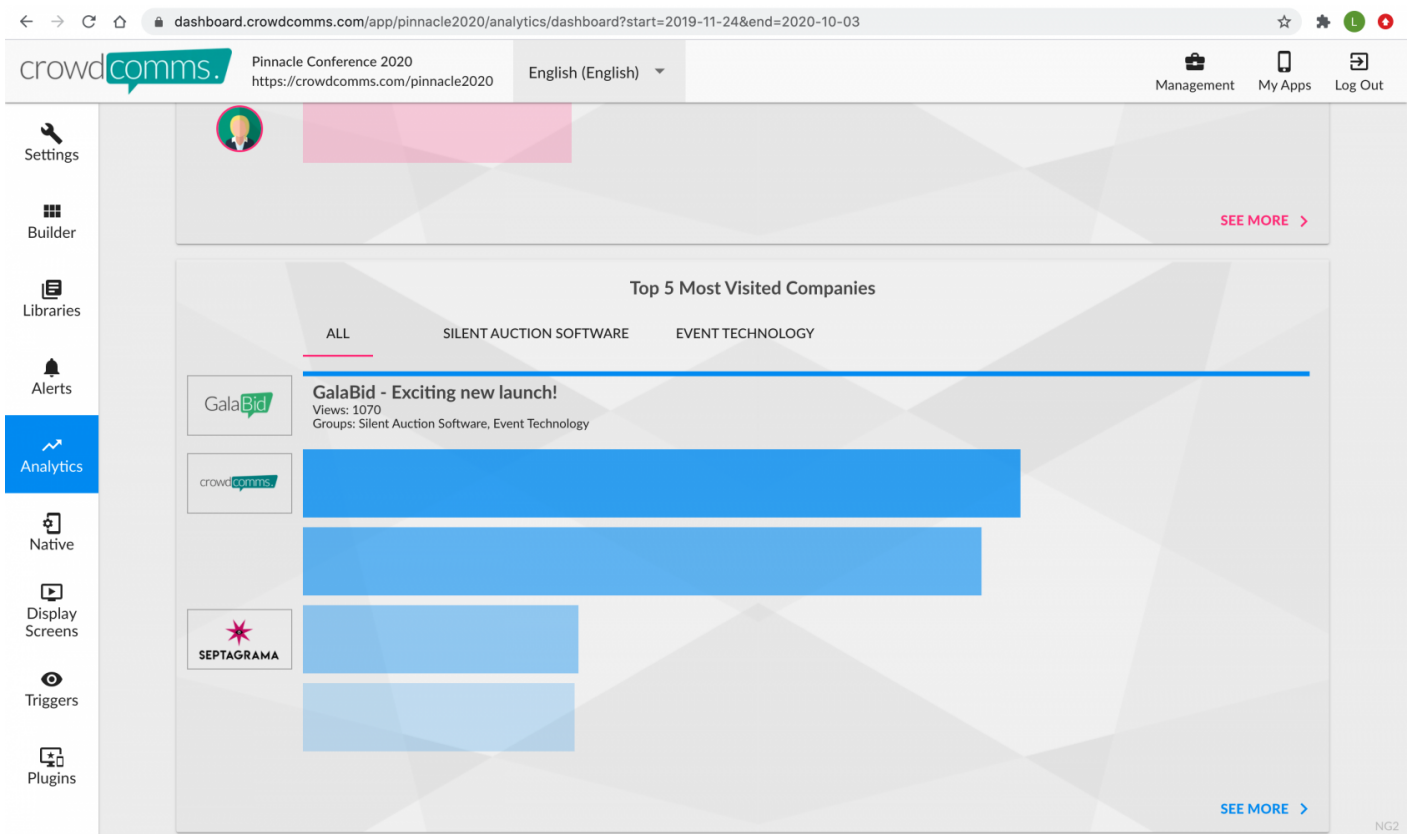 dashboard.crowdcomms.com/app/pinnacle2020/analytics/dashboard?start=2019-11-24&end=2020-10-03
L
crowdcomms.
Pinnacle Conference 2020
https://crowdcomms.com/pinnacle2020
English (English)
Management
My Apps
Log Out
Settings
Builder
Libraries
Alerts
Analytics
Native
Display
Screens
Triggers
Plugins
SEE MORE
Top 5 Most Visited Companies
ALL SILENT AUCTION SOFTWARE EVENT TECHNOLOGY
GalaBid
GalaBid - Exciting new launch!
Views: 1070
Groups: Silent Auction Software, Event Technology
crowdcomms.
SEPTAGRAMA
SEE MORE
NG2